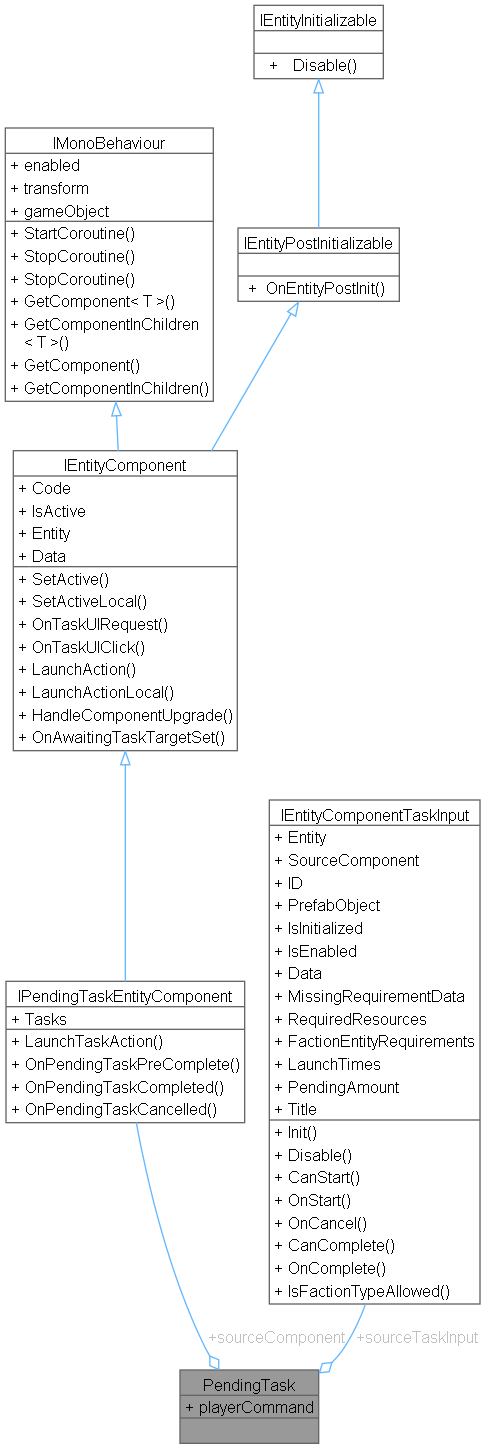 IEntityInitializable
+ Disable()
IMonoBehaviour
+ enabled
+ transform
+ gameObject
+ StartCoroutine()
+ StopCoroutine()
+ StopCoroutine()
+ GetComponent< T >()
+ GetComponentInChildren
< T >()
+ GetComponent()
+ GetComponentInChildren()
IEntityPostInitializable
+ OnEntityPostInit()
IEntityComponent
+ Code
+ IsActive
+ Entity
+ Data
+ SetActive()
+ SetActiveLocal()
+ OnTaskUIRequest()
+ OnTaskUIClick()
+ LaunchAction()
+ LaunchActionLocal()
+ HandleComponentUpgrade()
+ OnAwaitingTaskTargetSet()
IEntityComponentTaskInput
+ Entity
+ SourceComponent
+ ID
+ PrefabObject
+ IsInitialized
+ IsEnabled
+ Data
+ MissingRequirementData
+ RequiredResources
+ FactionEntityRequirements
+ LaunchTimes
+ PendingAmount
+ Title
+ Init()
+ Disable()
+ CanStart()
+ OnStart()
+ OnCancel()
+ CanComplete()
+ OnComplete()
+ IsFactionTypeAllowed()
IPendingTaskEntityComponent
+ Tasks
+ LaunchTaskAction()
+ OnPendingTaskPreComplete()
+ OnPendingTaskCompleted()
+ OnPendingTaskCancelled()
+sourceComponent
+sourceTaskInput
PendingTask
+ playerCommand